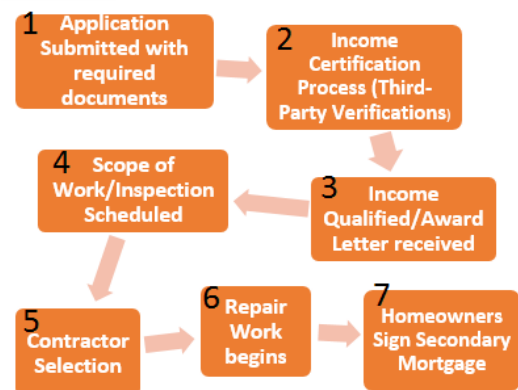 1 Application
Submitted with
required
documents
2 Income
Certification
Process (Third-
Party Verifications)
3 Income
Qualified/Award
Letter received
4 Scope of
Work/Inspection
Scheduled
5 Contractor
Selection
6 Repair
Work
begins
7 Homeowners
Sign Secondary
Mortgage